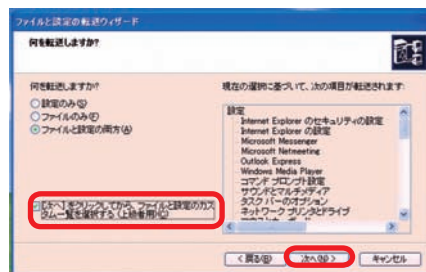 ファイルと設定の転送ウィザード
何を転送しますか?
何を転送しますか?
○設定のみ(S)
○ファイルのみ(F)
◎ファイルと設定の両方(A)
[次へ]をクリックしてから、ファイルと設定のカス
タム一覧を選択する(上級者用)(L)
現在の選択に基づいて、次の項目が転送されます:
設定
Internet Explorer のセキュリティの設定
Internet Explorer の設定
Microsoft Messenger
Microsoft Netmeeting
Outlook Express
Windows Media Player
コマンド プロンプト設定
サウンドとマルチメディア
タスク バーのオプション
ネットワーク プリンタとドライブ
< 戻る(B)
次へ(N) >
キャンセル